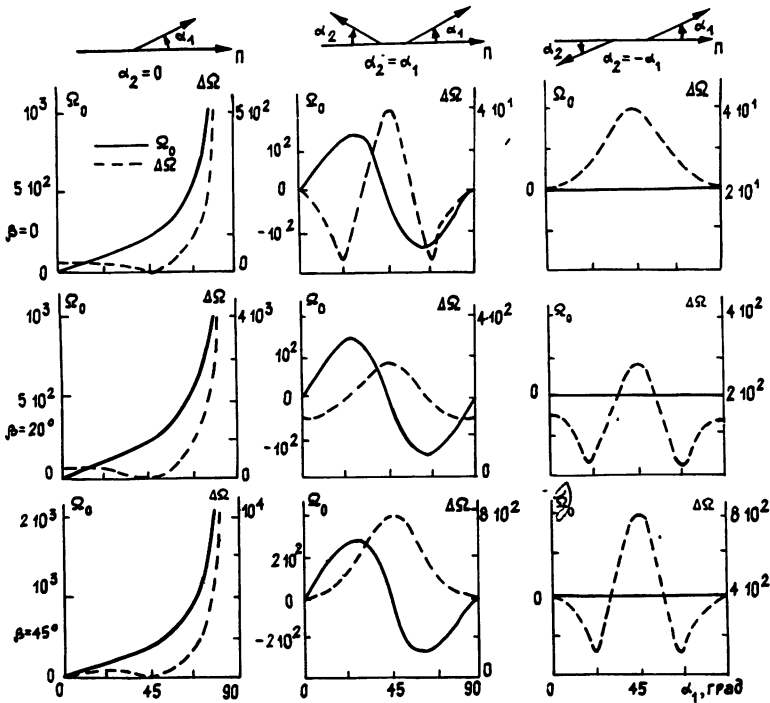 α₁ п
α₂ = 0
α₂ α₁ п
α₂ = α₁
α₂ α₁ п
α₂ = -α₁
10³ Ω₀ ΔΩ 5 10²
Ω₀
ΔΩ
5 10²
β = 0
0 0
Ω₀ ΔΩ 4 10¹
10²
0
-10²
Ω₀ ΔΩ 4 10¹
0 2 10¹
10³ Ω₀ ΔΩ 4 10³
5 10²
β = 20°
0 0
Ω₀ ΔΩ 4 10²
10²
0
-10²
0
Ω₀ ΔΩ 4 10²
0 2 10²
2 10³ Ω₀ ΔΩ 10⁴
10³
β = 45°
0
0 45 90
Ω₀ ΔΩ 8 10²
2 10²
0
-2 10²
0
0 45 90
ΔΩ 8 10²
0 4 10²
0 45 α₁, град